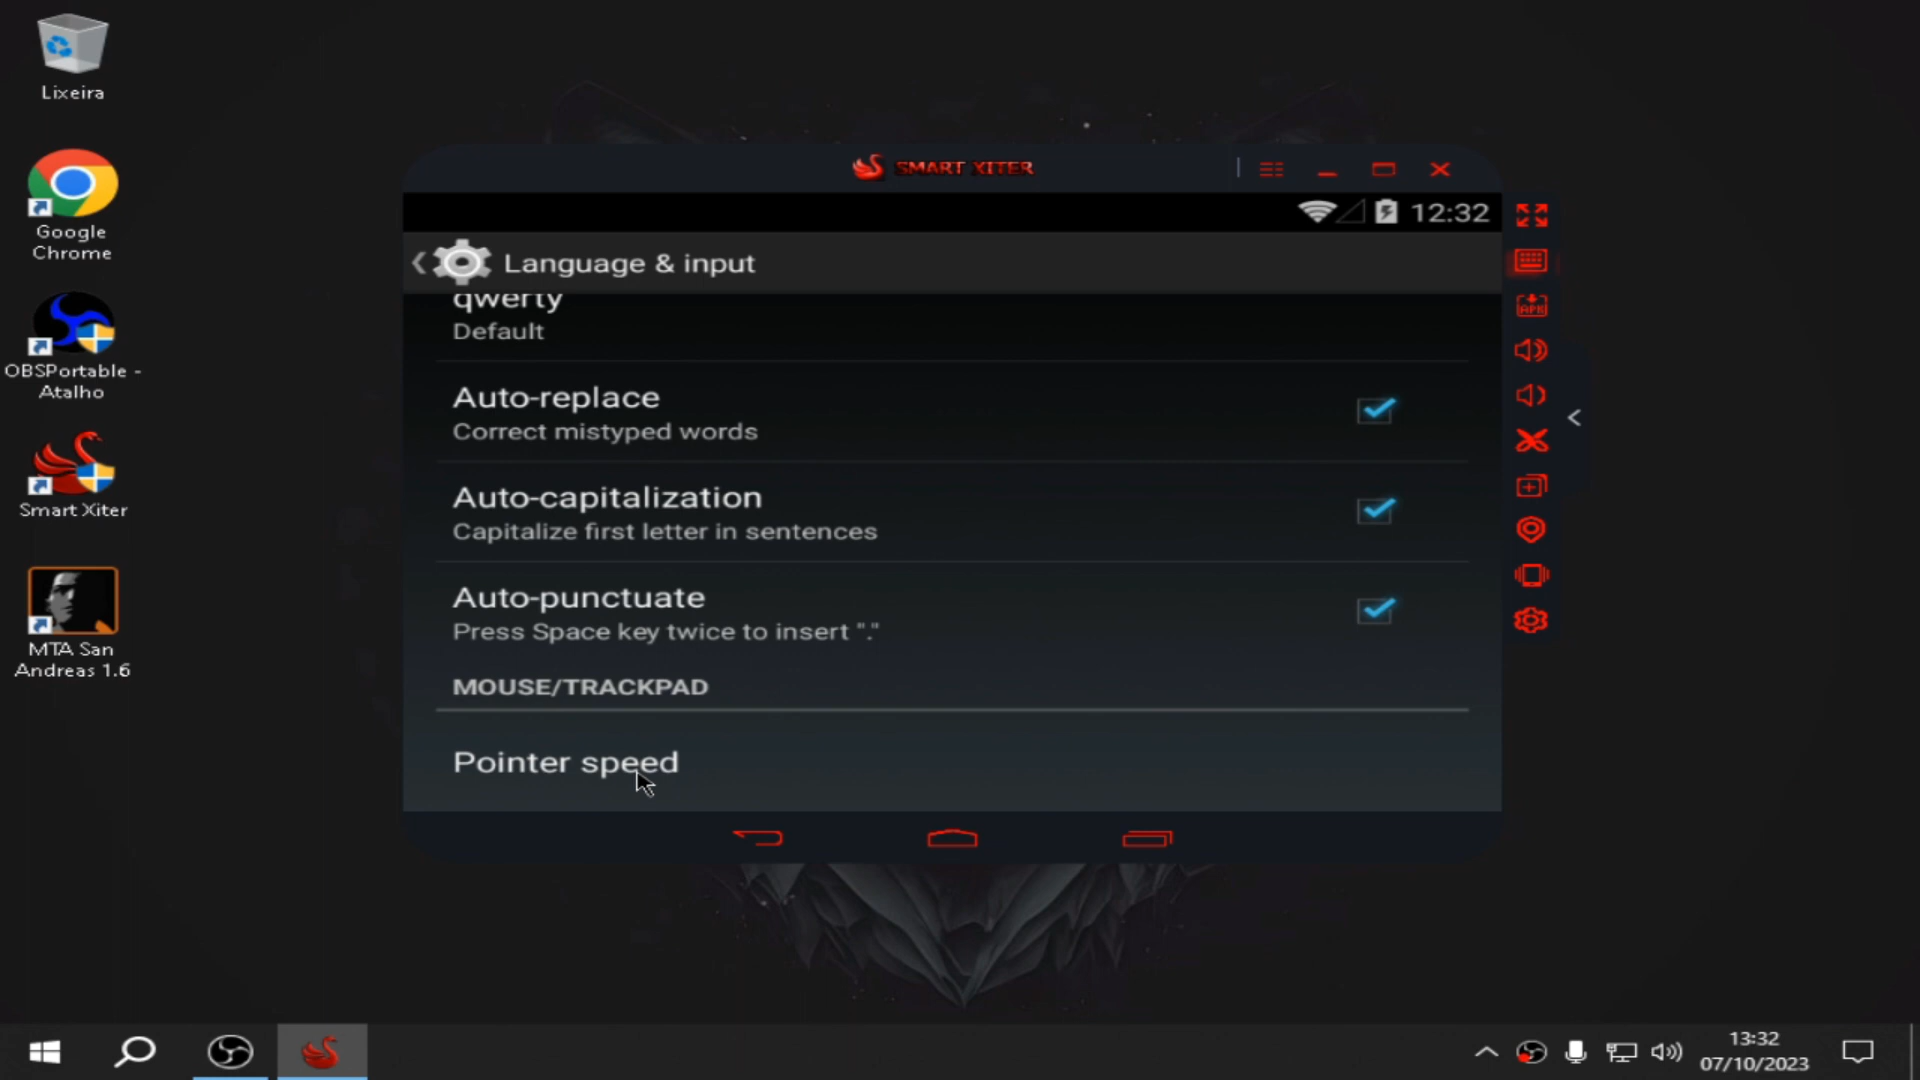 Lixeira
Google
Chrome
OBSPortable -
Atalho
Smart Xiter
MTA San
Andreas 1.6
SMART XITER
12:32
Language & input
qwerty
Default
Auto-replace
Correct mistyped words
Auto-capitalization
Capitalize first letter in sentences
Auto-punctuate
Press Space key twice to insert "."
MOUSE/TRACKPAD
Pointer speed
APK
13:32
07/10/2023